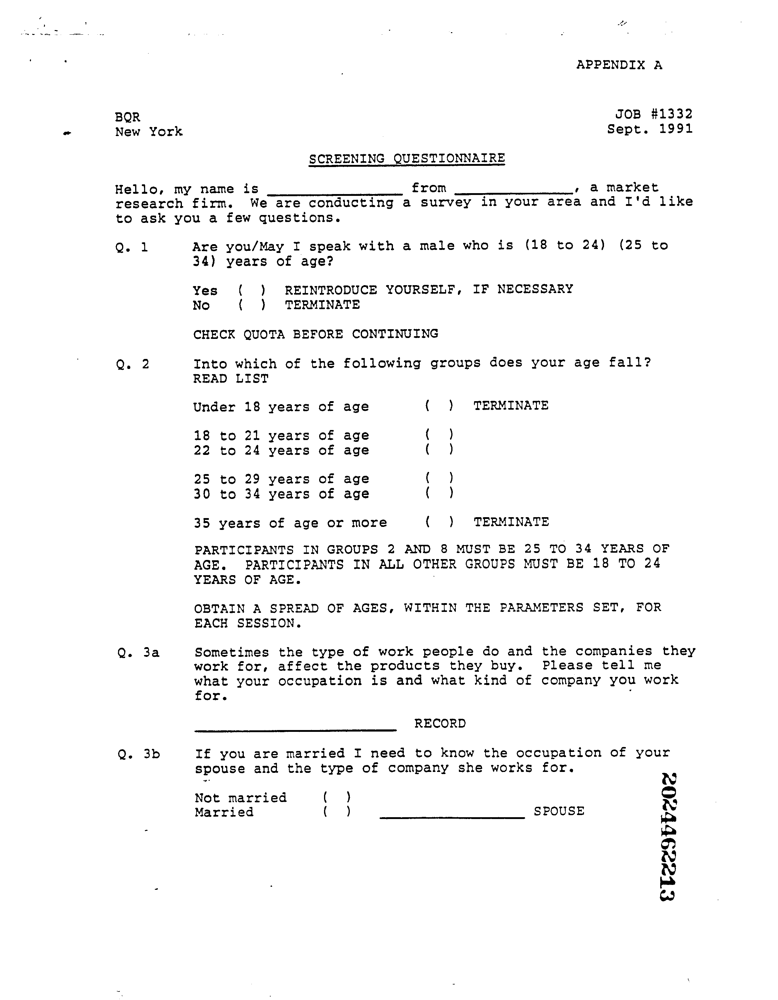 APPENDIX A
BQR JOB #1332
New York Sept. 1991
SCREENING QUESTIONNAIRE
Hello, my name is ________________ from ______________, a market
research firm. We are conducting a survey in your area and I'd like
to ask you a few questions.
Q. 1 Are you/May I speak with a male who is (18 to 24) (25 to
34) years of age?
Yes ( ) REINTRODUCE YOURSELF, IF NECESSARY
No ( ) TERMINATE
CHECK QUOTA BEFORE CONTINUING
Q. 2 Into which of the following groups does your age fall?
READ LIST
Under 18 years of age ( ) TERMINATE
18 to 21 years of age ( )
22 to 24 years of age ( )
25 to 29 years of age ( )
30 to 34 years of age ( )
35 years of age or more ( ) TERMINATE
PARTICIPANTS IN GROUPS 2 AND 8 MUST BE 25 TO 34 YEARS OF
AGE. PARTICIPANTS IN ALL OTHER GROUPS MUST BE 18 TO 24
YEARS OF AGE.
OBTAIN A SPREAD OF AGES, WITHIN THE PARAMETERS SET, FOR
EACH SESSION.
Q. 3a Sometimes the type of work people do and the companies they
work for, affect the products they buy. Please tell me
what your occupation is and what kind of company you work
for.
________________________ RECORD
Q. 3b If you are married I need to know the occupation of your
spouse and the type of company she works for.
Not married ( )
Married ( ) _________________ SPOUSE
2024462213